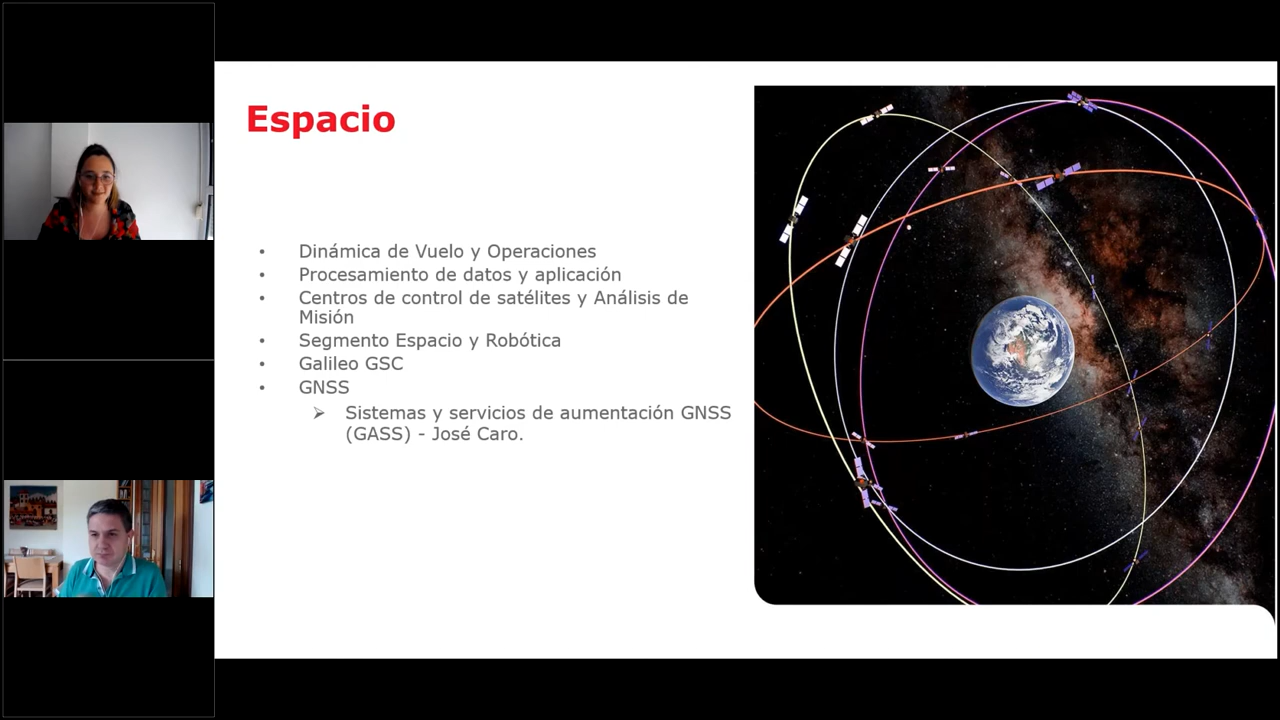 Espacio
• Dinámica de Vuelo y Operaciones
• Procesamiento de datos y aplicación
• Centros de control de satélites y Análisis de
Misión
• Segmento Espacio y Robótica
• Galileo GSC
• GNSS
➢ Sistemas y servicios de aumentación GNSS
(GASS) - José Caro.